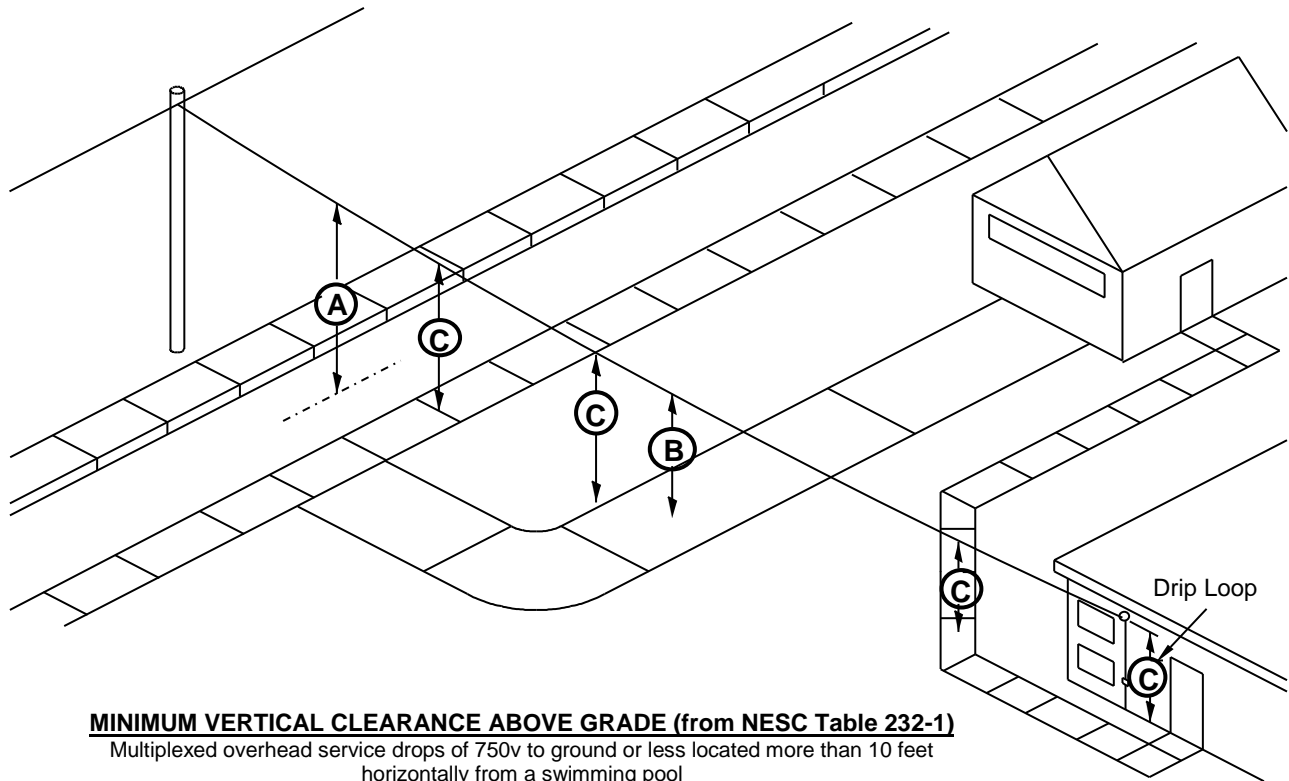 A
C
C
B
C
Drip Loop
C
MINIMUM VERTICAL CLEARANCE ABOVE GRADE (from NESC Table 232-1)
Multiplexed overhead service drops of 750v to ground or less located more than 10 feet
horizontally from a swimming pool